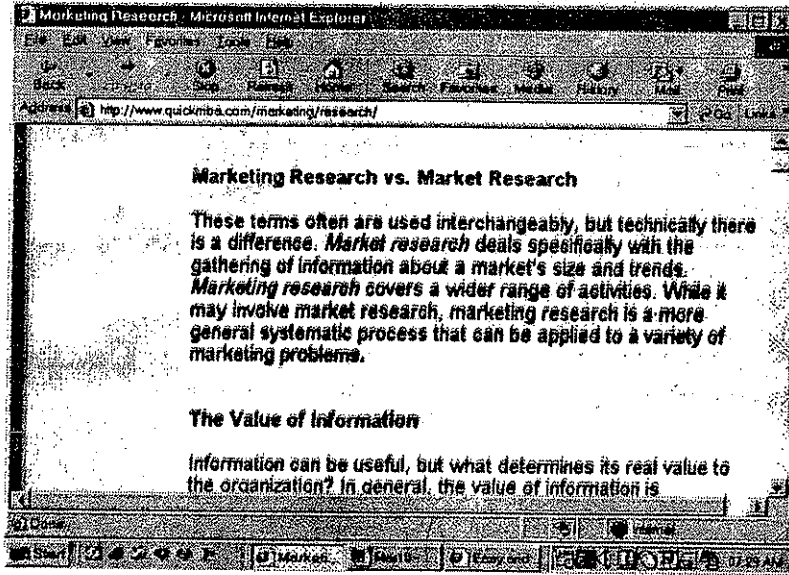 Marketing Research - Microsoft Internet Explorer
File Edit View Favorites Tools Help
Back Stop Refresh Home Search Favorites Media History Mail Print
Address http://www.quickmba.com/marketing/research/ Go Links
Marketing Research vs. Market Research
These terms often are used interchangeably, but technically there
is a difference. Market research deals specifically with the
gathering of information about a market's size and trends.
Marketing research covers a wider range of activities. While it
may involve market research, marketing research is a more
general systematic process that can be applied to a variety of
marketing problems.
The Value of Information
Information can be useful, but what determines its real value to
the organization? In general, the value of information is
Done Internet
Start Market... 07:29 AM